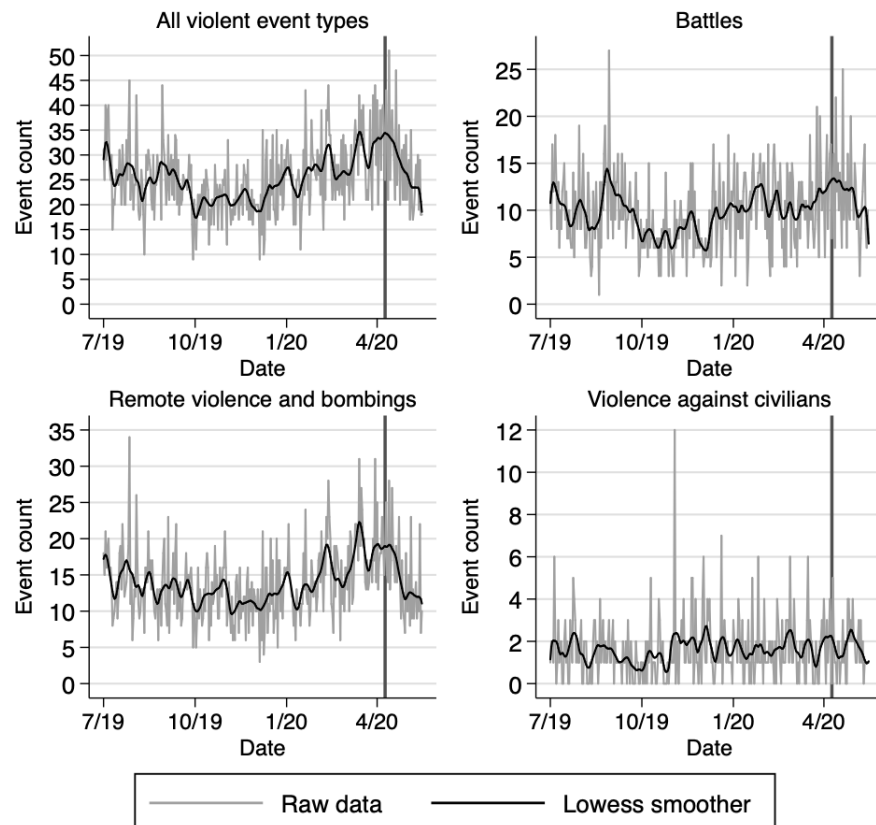 All violent event types
Event count
50
45
40
35
30
25
20
15
10
5
0
7/19 10/19 1/20 4/20
Date
Battles
Event count
25
20
15
10
5
0
7/19 10/19 1/20 4/20
Date
Remote violence and bombings
Event count
35
30
25
20
15
10
5
0
7/19 10/19 1/20 4/20
Date
Violence against civilians
Event count
12
10
8
6
4
2
0
7/19 10/19 1/20 4/20
Date
Raw data Lowess smoother